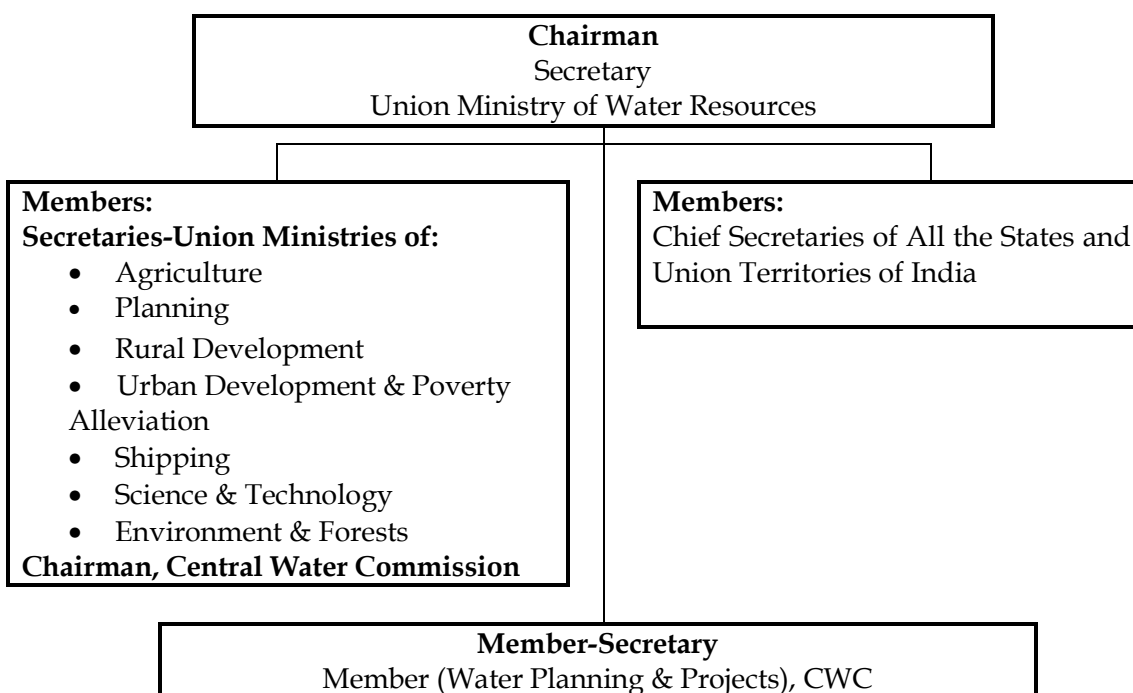 Chairman
Secretary
Union Ministry of Water Resources
Members:
Secretaries-Union Ministries of:
• Agriculture
• Planning
• Rural Development
• Urban Development & Poverty
Alleviation
• Shipping
• Science & Technology
• Environment & Forests
Chairman, Central Water Commission
Members:
Chief Secretaries of All the States and
Union Territories of India
Member-Secretary
Member (Water Planning & Projects), CWC